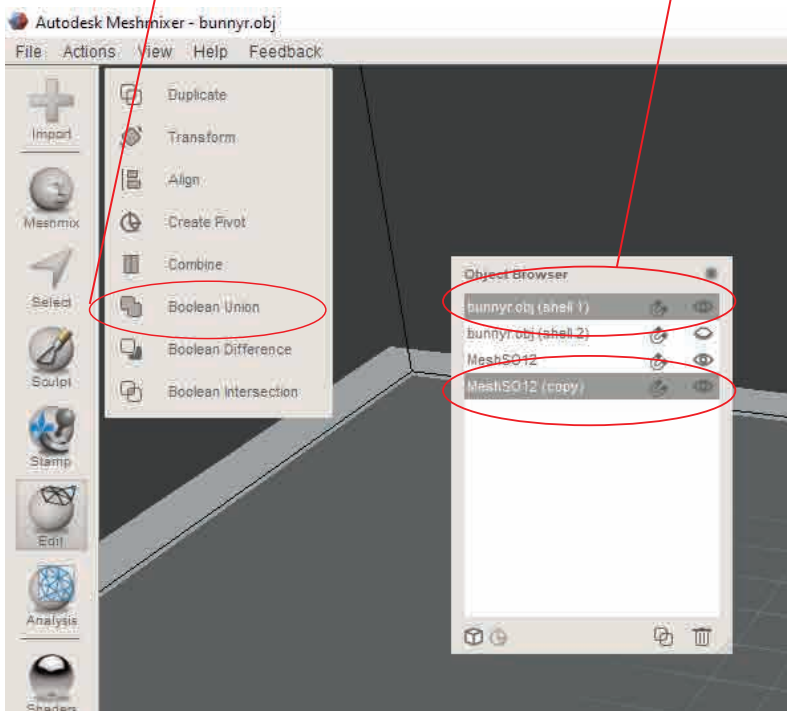 Autodesk Meshmixer - bunnyr.obj
File Actions View Help Feedback
Import
Meshmix
Select
Sculpt
Stamp
Edit
Analysis
Shaders
Duplicate
Transform
Align
Create Pivot
Combine
Boolean Union
Boolean Difference
Boolean Intersection
Object Browser
bunnyr.obj (shell 1)
bunnyr.obj (shell 2)
MeshSO12
MeshSO12 (copy)